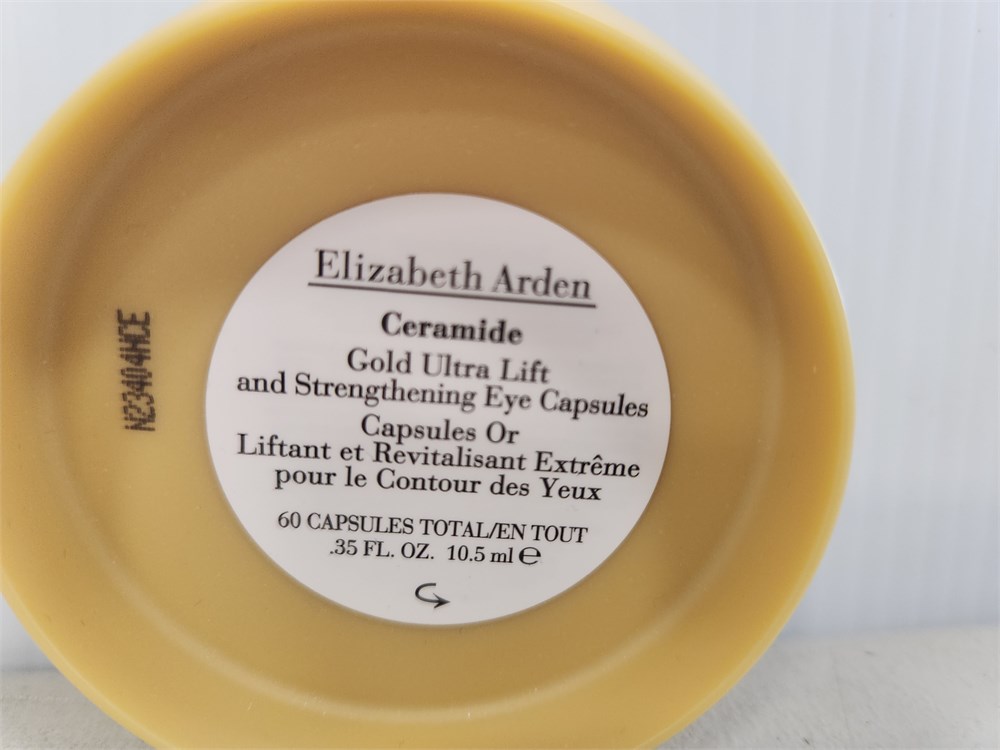 Elizabeth Arden
Ceramide
Gold Ultra Lift
and Strengthening Eye Capsules
Capsules Or
Liftant et Revitalisant Extrême
pour le Contour des Yeux
60 CAPSULES TOTAL/EN TOUT
.35 FL. OZ. 10.5 ml ℮
N23404HOE